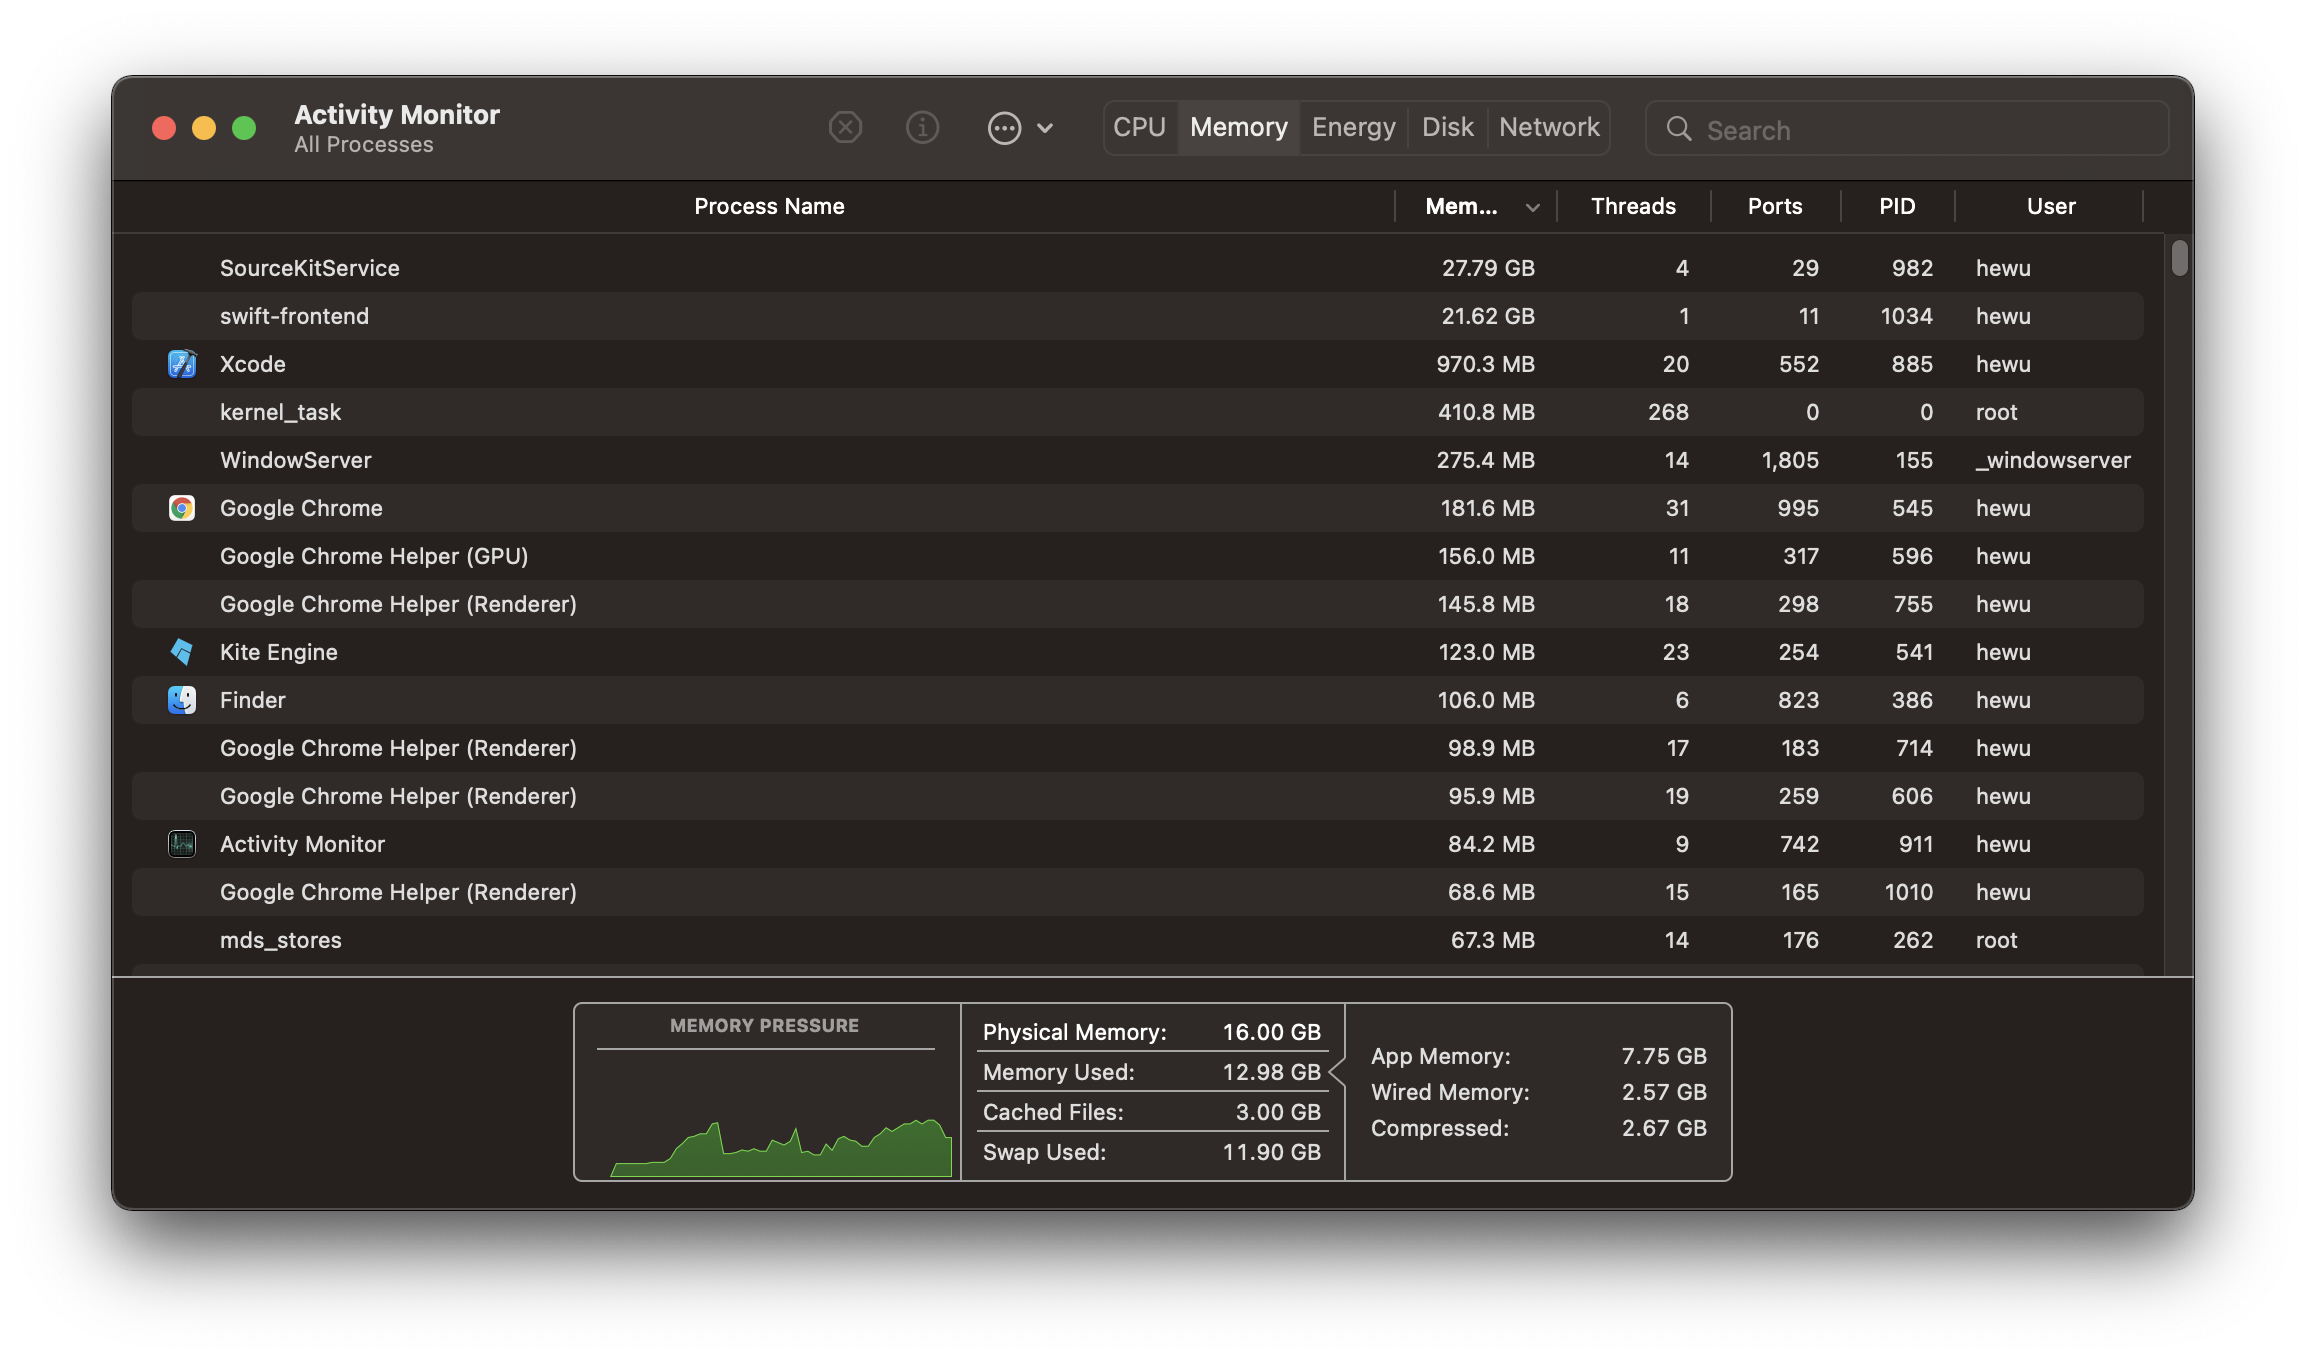 Activity Monitor
All Processes
CPU Memory Energy Disk Network
Search
Process Name Mem... Threads Ports PID User
SourceKitService 27.79 GB 4 29 982 hewu
swift-frontend 21.62 GB 1 11 1034 hewu
Xcode 970.3 MB 20 552 885 hewu
kernel_task 410.8 MB 268 0 0 root
WindowServer 275.4 MB 14 1,805 155 _windowserver
Google Chrome 181.6 MB 31 995 545 hewu
Google Chrome Helper (GPU) 156.0 MB 11 317 596 hewu
Google Chrome Helper (Renderer) 145.8 MB 18 298 755 hewu
Kite Engine 123.0 MB 23 254 541 hewu
Finder 106.0 MB 6 823 386 hewu
Google Chrome Helper (Renderer) 98.9 MB 17 183 714 hewu
Google Chrome Helper (Renderer) 95.9 MB 19 259 606 hewu
Activity Monitor 84.2 MB 9 742 911 hewu
Google Chrome Helper (Renderer) 68.6 MB 15 165 1010 hewu
mds_stores 67.3 MB 14 176 262 root
MEMORY PRESSURE
Physical Memory: 16.00 GB
Memory Used: 12.98 GB
Cached Files: 3.00 GB
Swap Used: 11.90 GB
App Memory: 7.75 GB
Wired Memory: 2.57 GB
Compressed: 2.67 GB